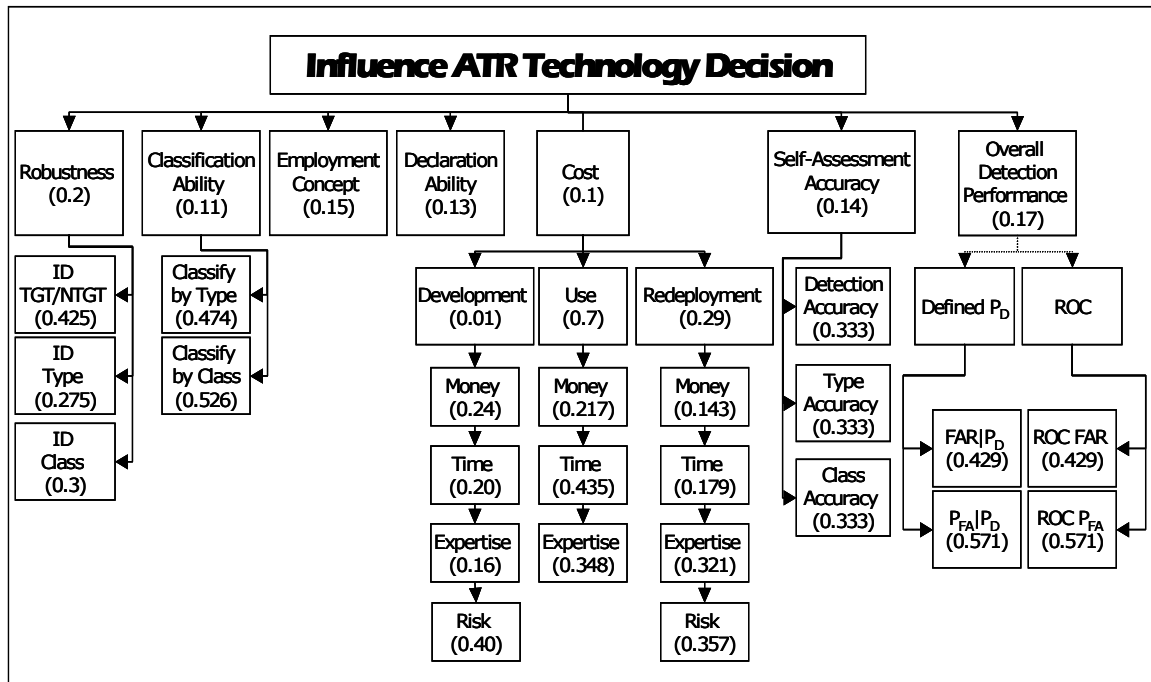 Influence ATR Technology Decision
Robustness
(0.2)
Classification
Ability
(0.11)
Employment
Concept
(0.15)
Declaration
Ability
(0.13)
Cost
(0.1)
Self-Assessment
Accuracy
(0.14)
Overall
Detection
Performance
(0.17)
ID
TGT/NTGT
(0.425)
ID
Type
(0.275)
ID
Class
(0.3)
Classify
by Type
(0.474)
Classify
by Class
(0.526)
Development
(0.01)
Money
(0.24)
Time
(0.20)
Expertise
(0.16)
Risk
(0.40)
Use
(0.7)
Money
(0.217)
Time
(0.435)
Expertise
(0.348)
Redeployment
(0.29)
Money
(0.143)
Time
(0.179)
Expertise
(0.321)
Risk
(0.357)
Detection
Accuracy
(0.333)
Type
Accuracy
(0.333)
Class
Accuracy
(0.333)
Defined PD
FAR|PD
(0.429)
PFA|PD
(0.571)
ROC
ROC FAR
(0.429)
ROC PFA
(0.571)